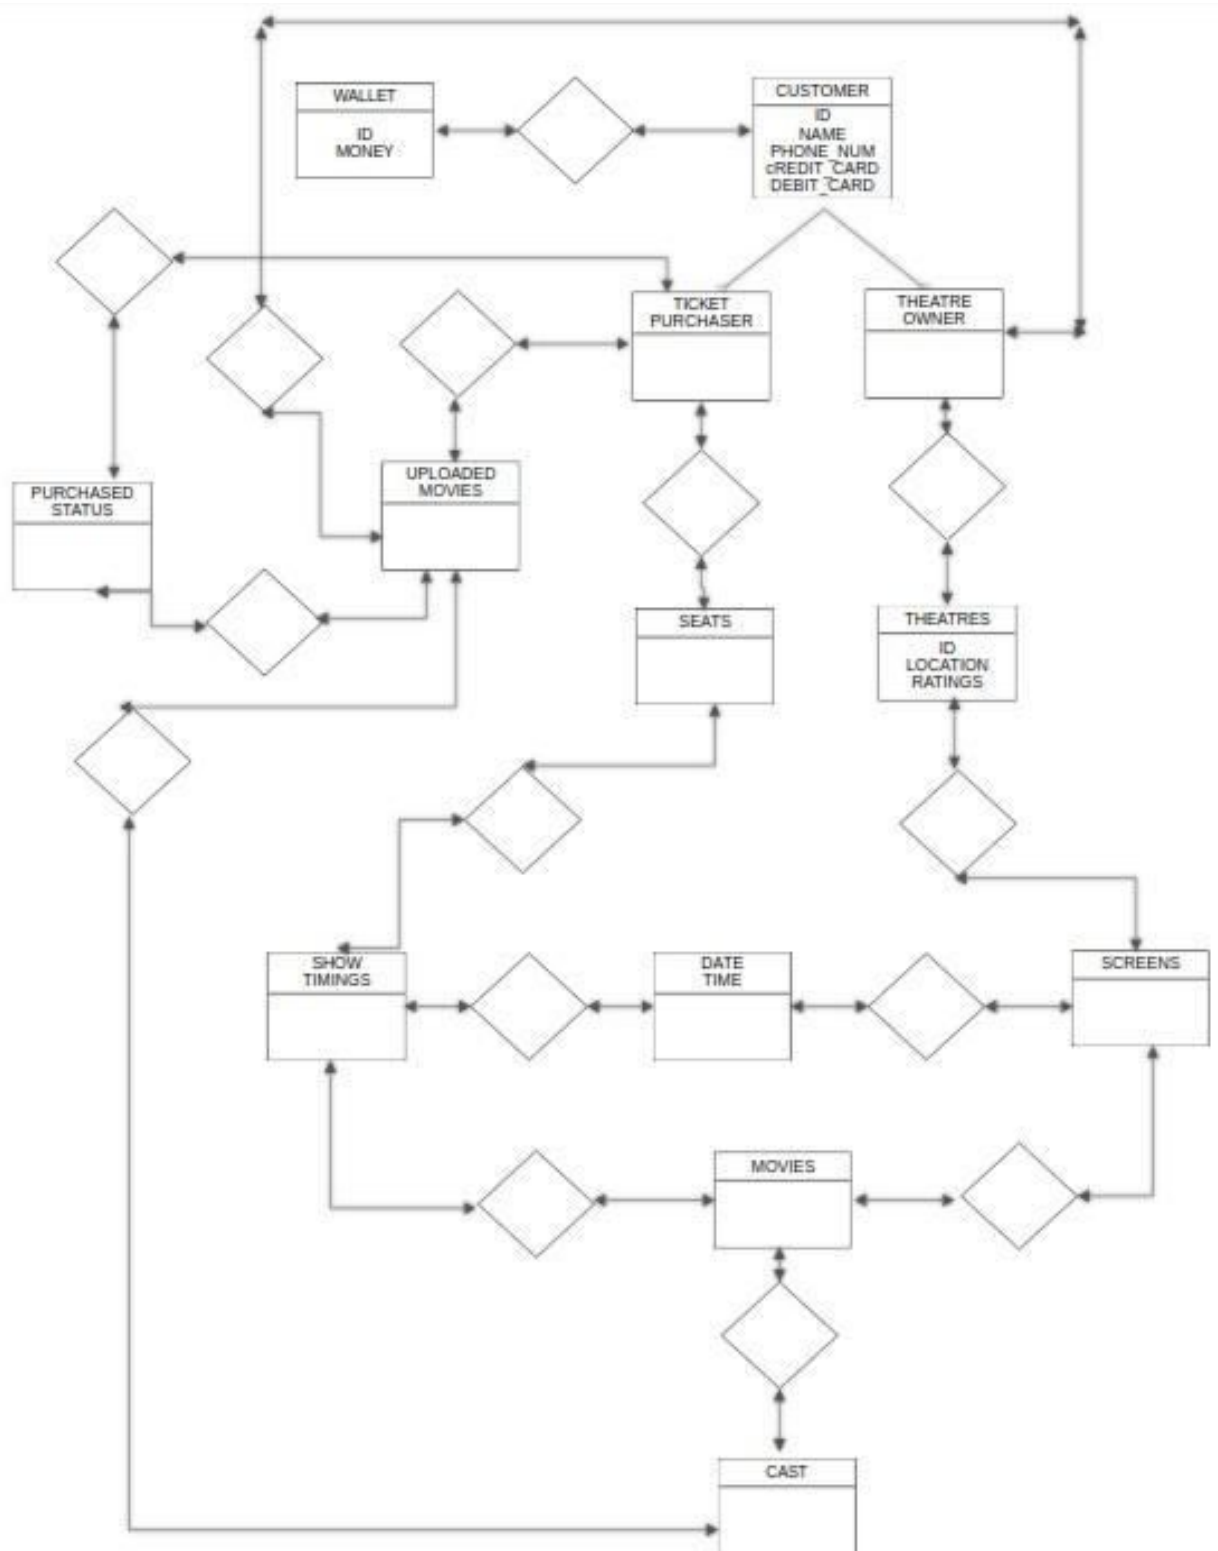 WALLET
ID
MONEY
CUSTOMER
ID
NAME
PHONE_NUM
cREDIT_CARD
DEBIT_CARD
TICKET
PURCHASER
THEATRE
OWNER
UPLOADED
MOVIES
PURCHASED
STATUS
SEATS
THEATRES
ID
LOCATION
RATINGS
SHOW
TIMINGS
DATE
TIME
SCREENS
MOVIES
CAST